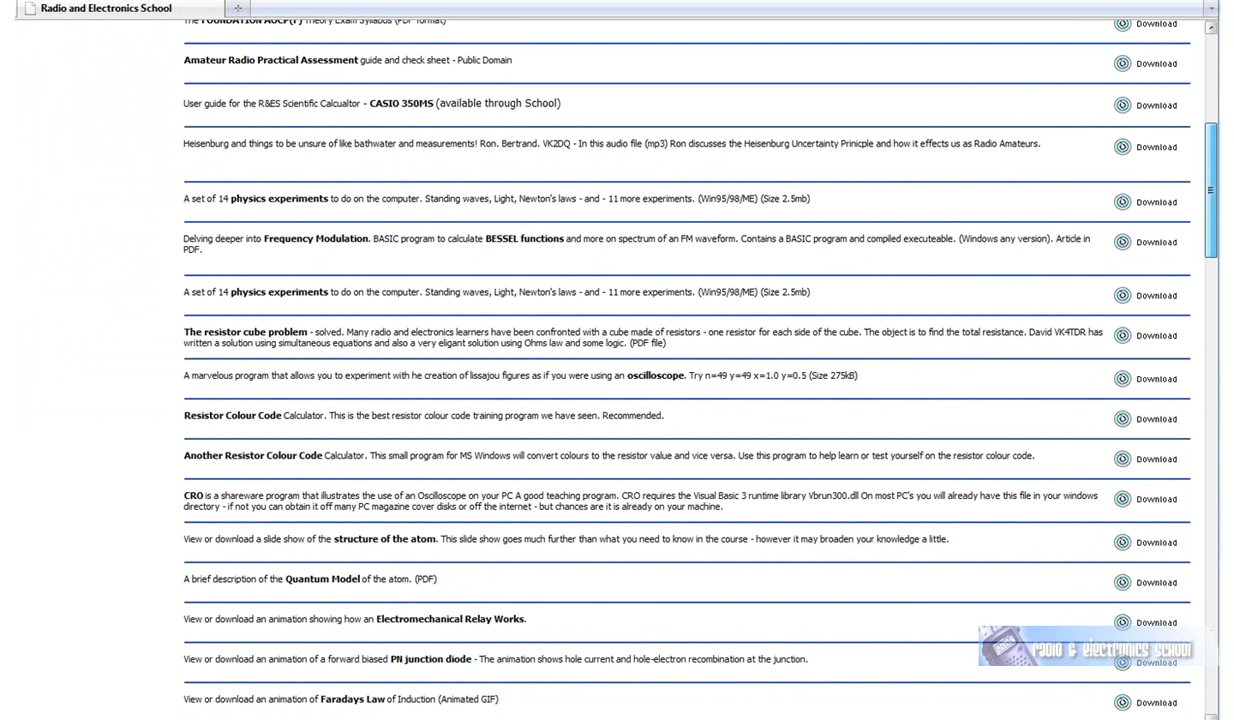 Radio and Electronics School
The FOUNDATION AOCP(F) Theory Exam Syllabus (PDF format)
Download
Amateur Radio Practical Assessment guide and check sheet - Public Domain
Download
User guide for the R&ES Scientific Calcualtor - CASIO 350MS (available through School)
Download
Heisenburg and things to be unsure of like bathwater and measurements! Ron. Bertrand. VK2DQ - In this audio file (mp3) Ron discusses the Heisenburg Uncertainty Prinicple and how it effects us as Radio Amateurs.
Download
A set of 14 physics experiments to do on the computer. Standing waves, Light, Newton's laws - and - 11 more experiments. (Win95/98/ME) (Size 2.5mb)
Download
Delving deeper into Frequency Modulation. BASIC program to calculate BESSEL functions and more on spectrum of an FM waveform. Contains a BASIC program and compiled executeable. (Windows any version). Article in
PDF.
Download
A set of 14 physics experiments to do on the computer. Standing waves, Light, Newton's laws - and - 11 more experiments. (Win95/98/ME) (Size 2.5mb)
Download
The resistor cube problem - solved. Many radio and electronics learners have been confronted with a cube made of resistors - one resistor for each side of the cube. The object is to find the total resistance. David VK4TDR has
written a solution using simultaneous equations and also a very eligant solution using Ohms law and some logic. (PDF file)
Download
A marvelous program that allows you to experiment with he creation of lissajou figures as if you were using an oscilloscope. Try n=49 y=49 x=1.0 y=0.5 (Size 275kB)
Download
Resistor Colour Code Calculator. This is the best resistor colour code training program we have seen. Recommended.
Download
Another Resistor Colour Code Calculator. This small program for MS Windows will convert colours to the resistor value and vice versa. Use this program to help learn or test yourself on the resistor colour code.
Download
CRO is a shareware program that illustrates the use of an Oscilloscope on your PC A good teaching program. CRO requires the Visual Basic 3 runtime library Vbrun300.dll On most PC's you will already have this file in your windows
directory - if not you can obtain it off many PC magazine cover disks or off the internet - but chances are it is already on your machine.
Download
View or download a slide show of the structure of the atom. This slide show goes much further than what you need to know in the course - however it may broaden your knowledge a little.
Download
A brief description of the Quantum Model of the atom. (PDF)
Download
View or download an animation showing how an Electromechanical Relay Works.
Download
radio & electronics school
View or download an animation of a forward biased PN junction diode - The animation shows hole current and hole-electron recombination at the junction.
Download
View or download an animation of Faradays Law of Induction (Animated GIF)
Download